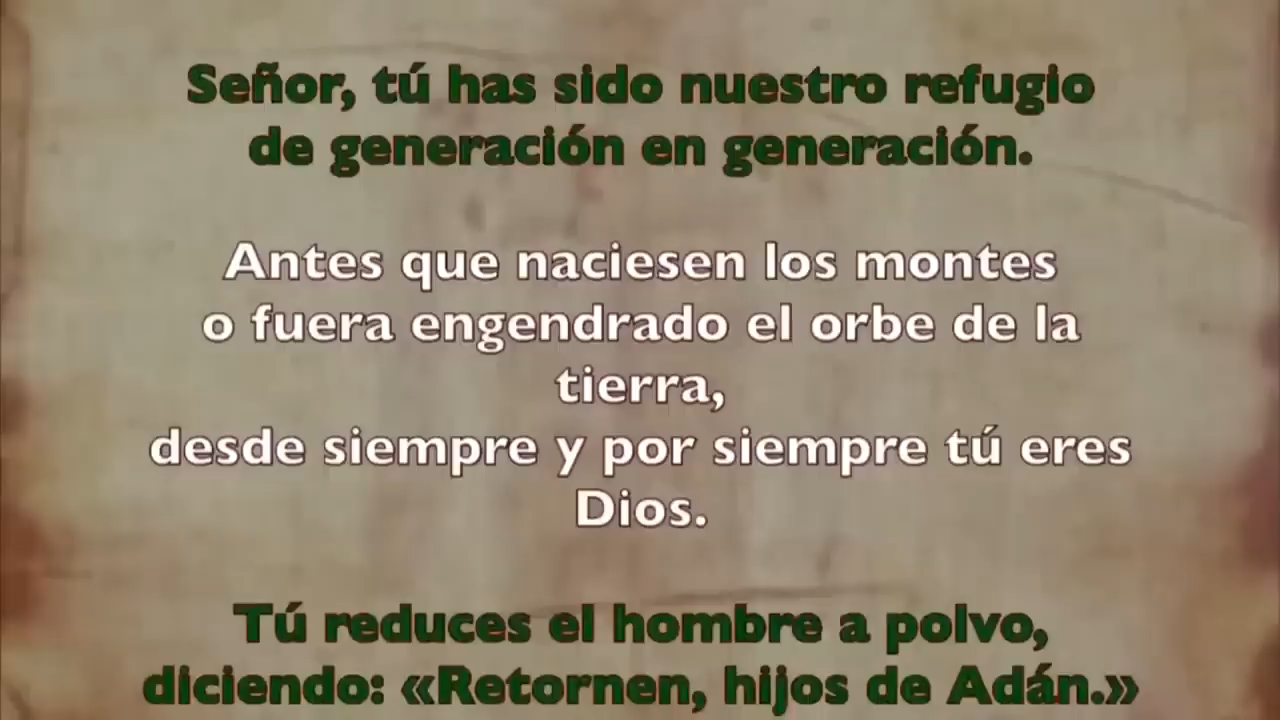 Señor, tú has sido nuestro refugio
de generación en generación.
Antes que naciesen los montes
o fuera engendrado el orbe de la
tierra,
desde siempre y por siempre tú eres
Dios.
Tú reduces el hombre a polvo,
diciendo: «Retornen, hijos de Adán.»